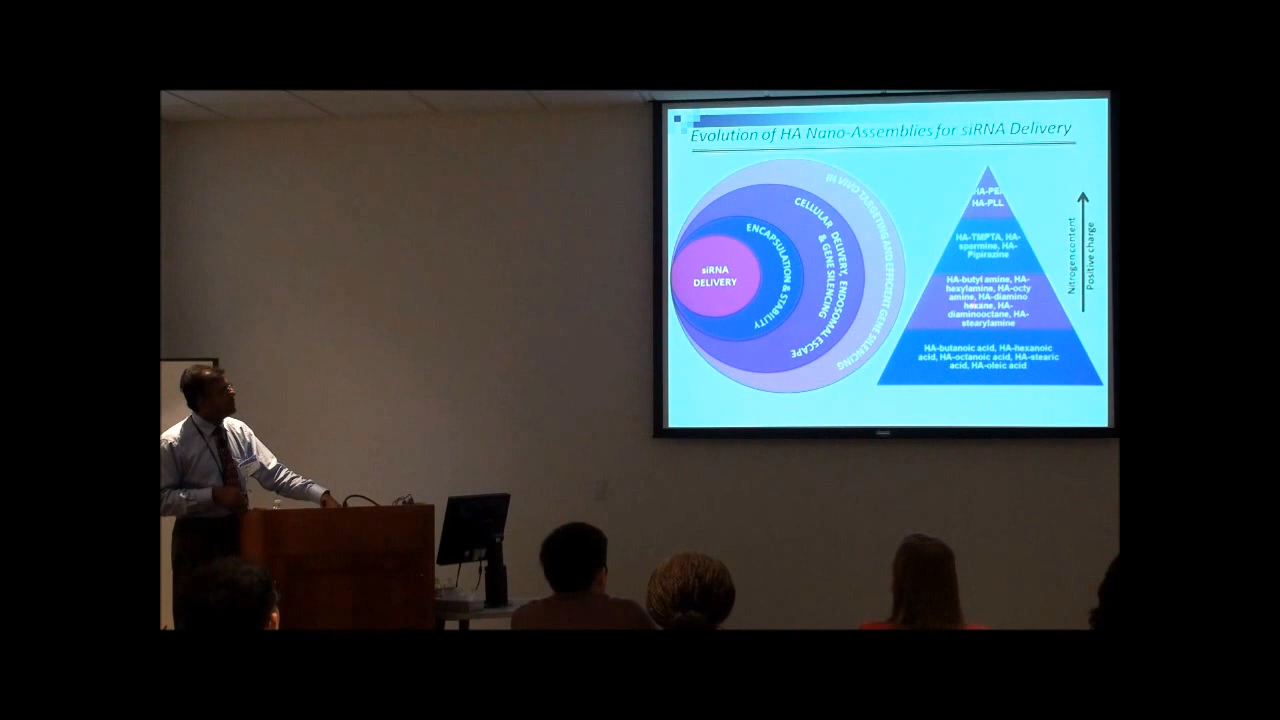 Evolution of HA Nano-Assemblies for siRNA Delivery
IN VIVO TARGETING AND EFFICIENT GENE SILENCING
CELLULAR DELIVERY, ENDOSOMAL ESCAPE
& GENE SILENCING
ENCAPSULATION & STABILITY
siRNA
DELIVERY
HA-PEI
HA-PLL
HA-TMPTA, HA-
spermine, HA-
Pipirazine
HA-butyl amine, HA-
hexylamine, HA-octy
amine, HA-diamino
hexane, HA-
diaminooctane, HA-
stearylamine
HA-butanoic acid, HA-hexanoic
acid, HA-octanoic acid, HA-stearic
acid, HA-oleic acid
Nitrogen content
Positive charge